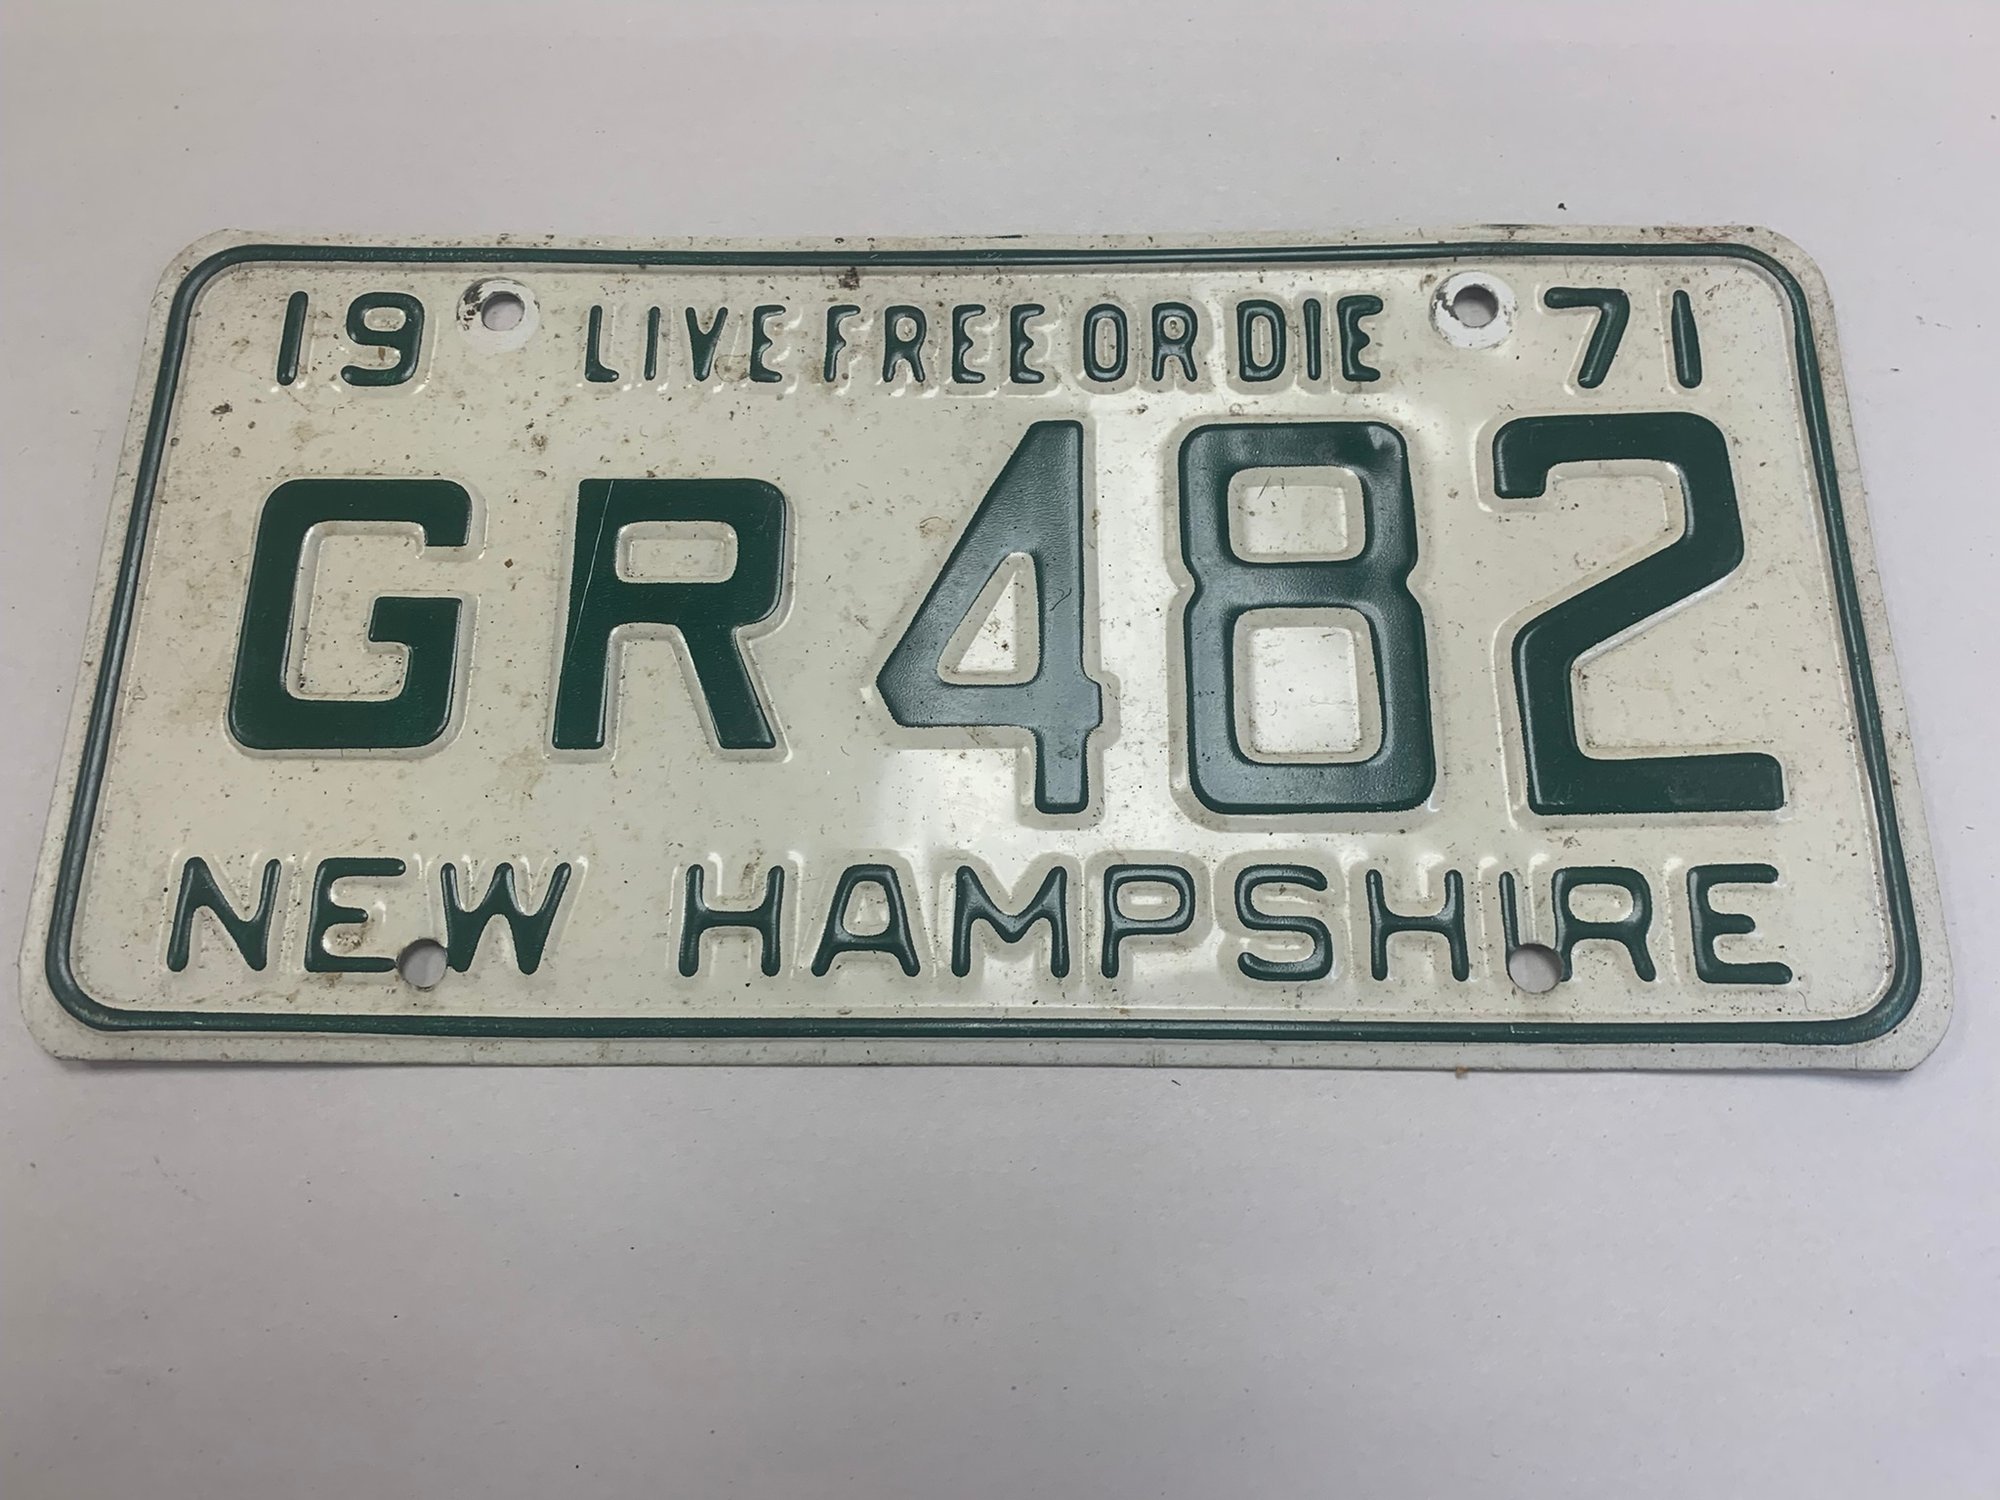 19 LIVE FREE OR DIE 71
GR 482
NEW HAMPSHIRE